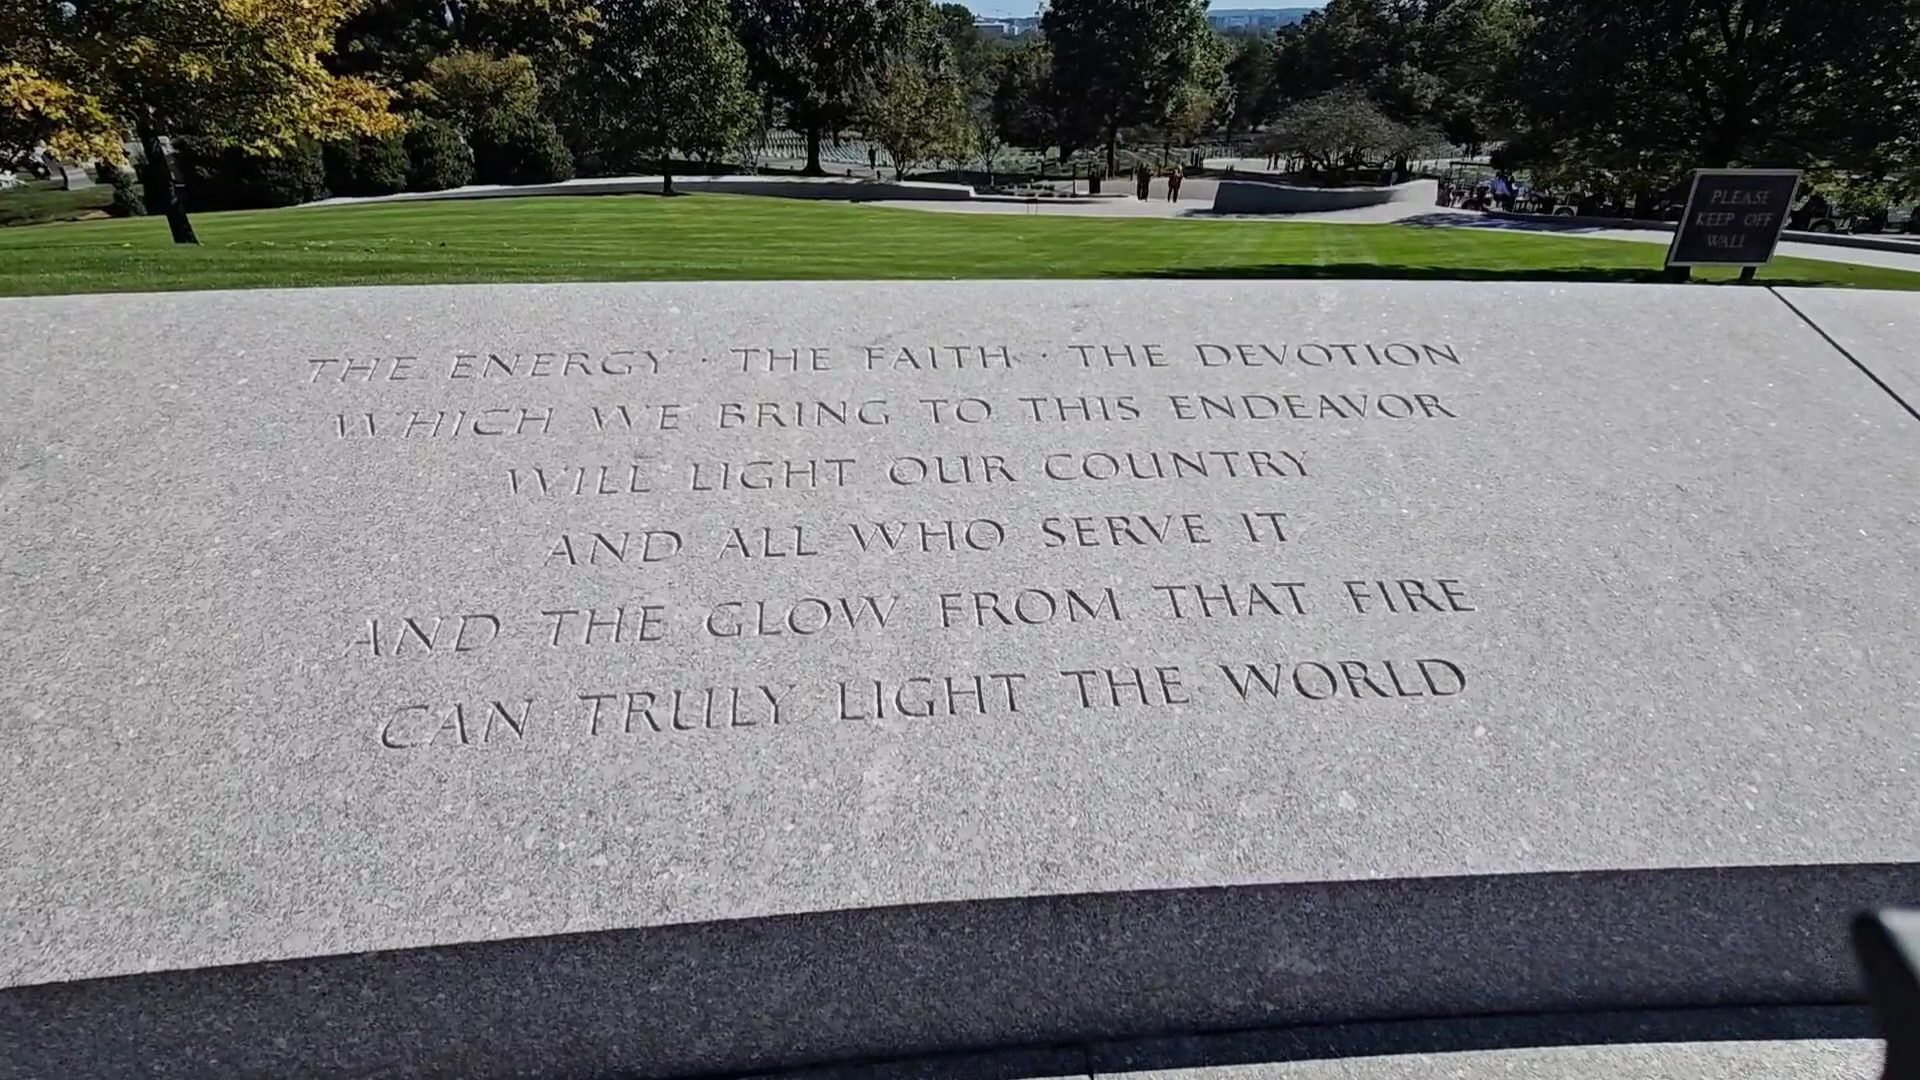 PLEASE
KEEP OFF
WALL
THE ENERGY · THE FAITH · THE DEVOTION
WHICH WE BRING TO THIS ENDEAVOR
WILL LIGHT OUR COUNTRY
AND ALL WHO SERVE IT
AND THE GLOW FROM THAT FIRE
CAN TRULY LIGHT THE WORLD